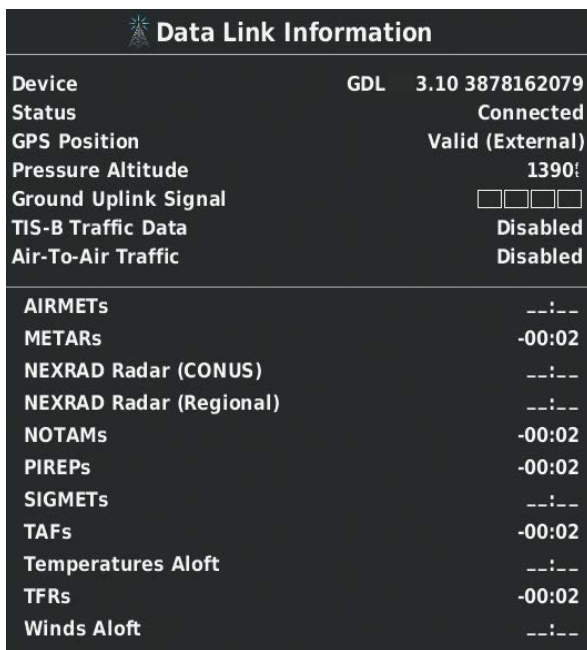 Data Link Information
Device GDL 3.10 3878162079
Status Connected
GPS Position Valid (External)
Pressure Altitude 1390ft
Ground Uplink Signal
TIS-B Traffic Data Disabled
Air-To-Air Traffic Disabled
AIRMETs __:__
METARs -00:02
NEXRAD Radar (CONUS) __:__
NEXRAD Radar (Regional) __:__
NOTAMs -00:02
PIREPs -00:02
SIGMETs __:__
TAFs -00:02
Temperatures Aloft __:__
TFRs -00:02
Winds Aloft __:__